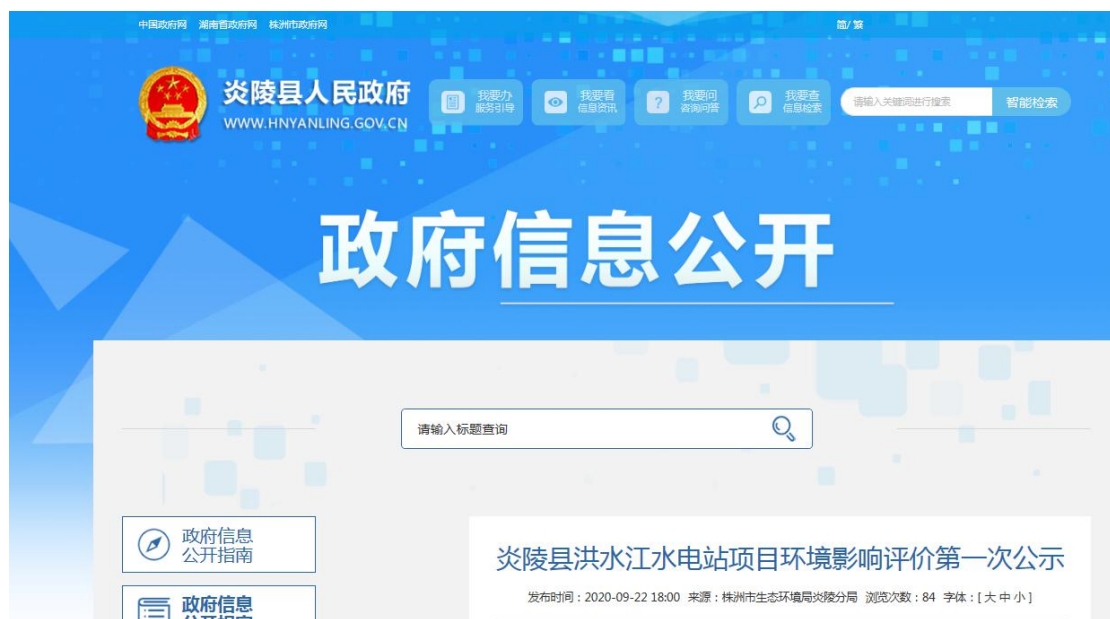 中国政府网 湖南省政府网 株洲市政府网 简/ 繁
炎陵县人民政府
WWW.HNYANLING.GOV.CN
我要办
服务引导
我要看
信息资讯
我要问
咨询问答
我要查
信息检索
请输入关键词进行搜索 智能检索
政府信息公开
请输入标题查询
政府信息
公开指南
政府信息
炎陵县洪水江水电站项目环境影响评价第一次公示
发布时间：2020-09-22 18:00 来源：株洲市生态环境局炎陵分局 浏览次数：84 字体：[ 大 中 小 ]